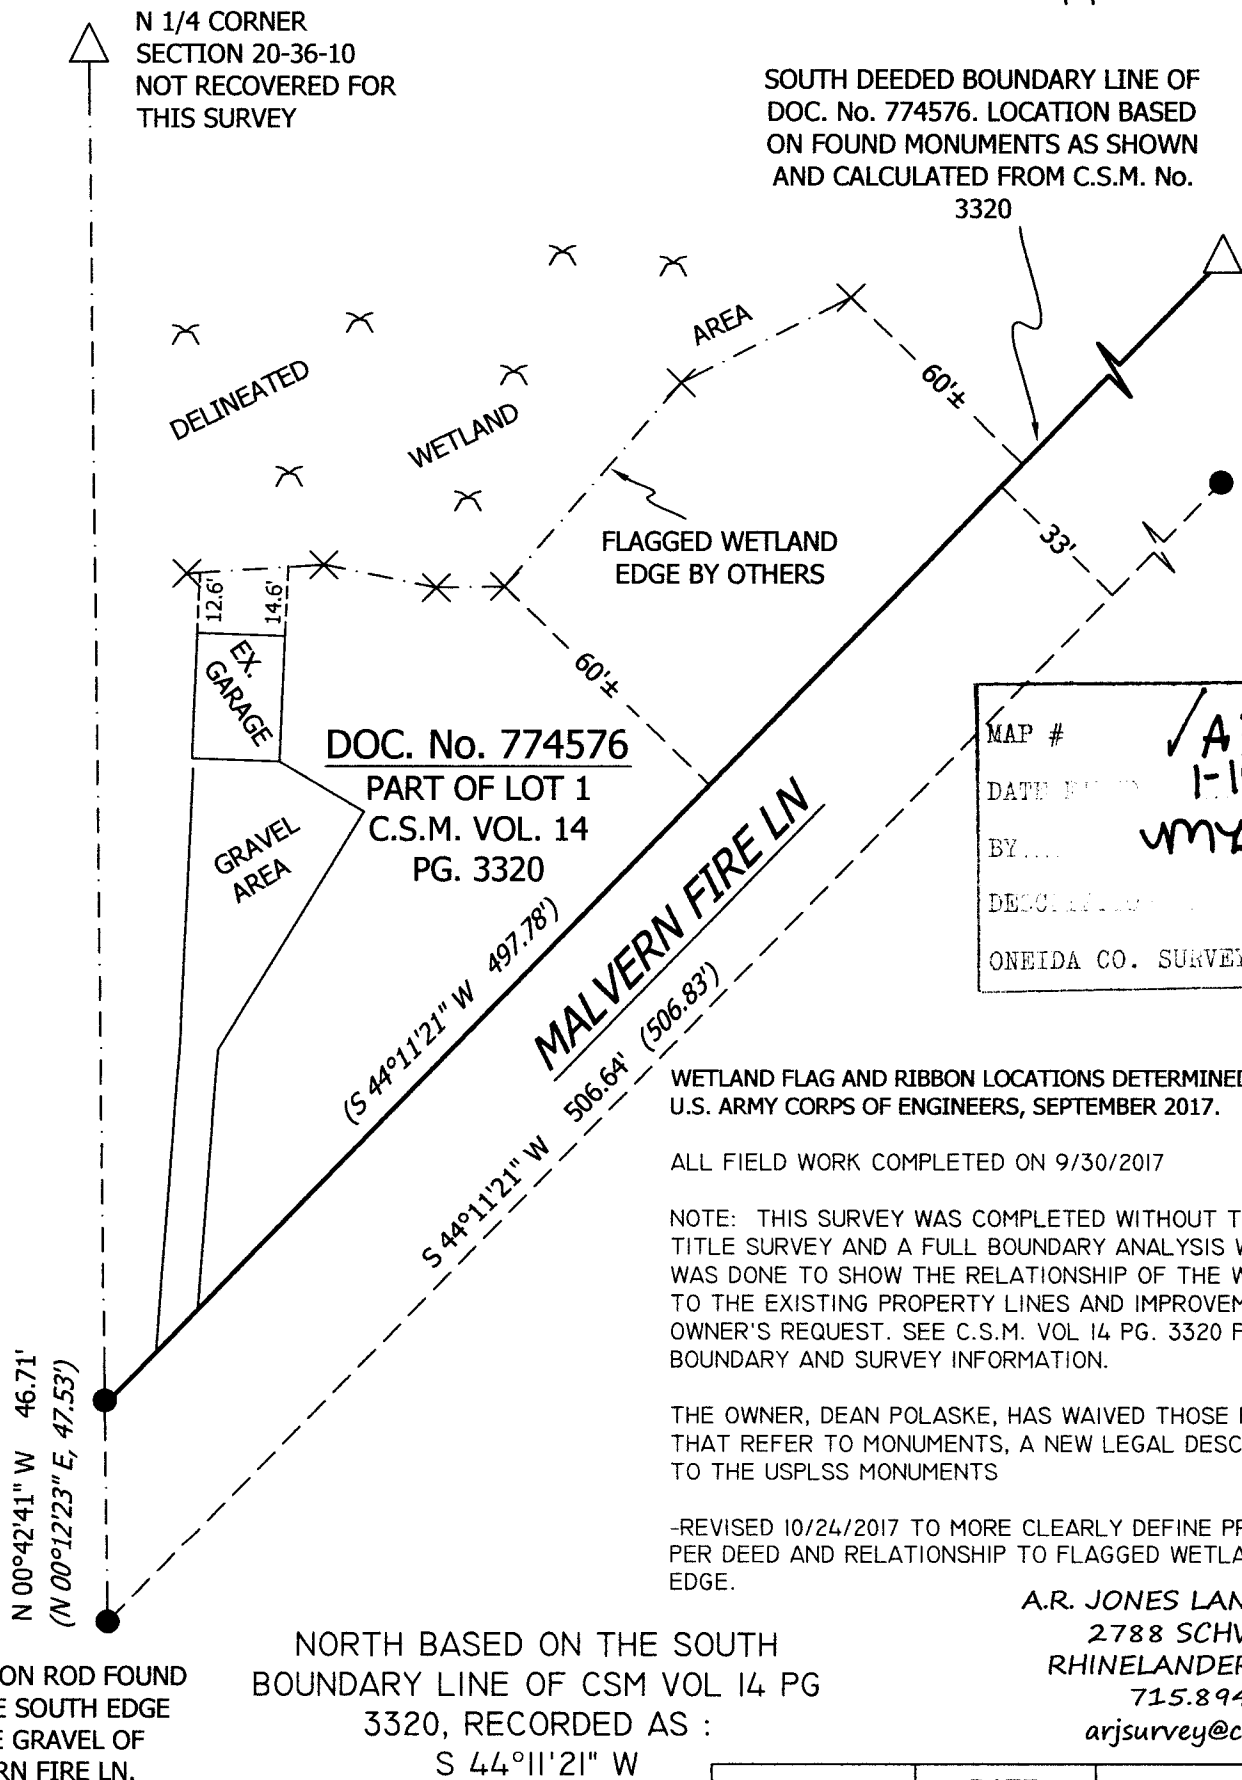 N 1/4 CORNER
SECTION 20-36-10
NOT RECOVERED FOR
THIS SURVEY
SOUTH DEEDED BOUNDARY LINE OF
DOC. No. 774576. LOCATION BASED
ON FOUND MONUMENTS AS SHOWN
AND CALCULATED FROM C.S.M. No.
3320
AREA
60'±
DELINEATED
WETLAND
FLAGGED WETLAND
EDGE BY OTHERS
33'
12.6'
14.6'
EX.
GARAGE
60'±
DOC. No. 774576
PART OF LOT 1
C.S.M. VOL. 14
PG. 3320
GRAVEL
AREA
MAP #
DATE
1-1
BY....
ONEIDA CO. SURVEY
(S 44°11'21" W 497.78')
MALVERN FIRE LN
S 44°11'21" W 506.64' (506.83')
WETLAND FLAG AND RIBBON LOCATIONS DETERMINED
U.S. ARMY CORPS OF ENGINEERS, SEPTEMBER 2017.
ALL FIELD WORK COMPLETED ON 9/30/2017
NOTE: THIS SURVEY WAS COMPLETED WITHOUT T
TITLE SURVEY AND A FULL BOUNDARY ANALYSIS W
WAS DONE TO SHOW THE RELATIONSHIP OF THE W
TO THE EXISTING PROPERTY LINES AND IMPROVEM
OWNER'S REQUEST. SEE C.S.M. VOL 14 PG. 3320 F
BOUNDARY AND SURVEY INFORMATION.
THE OWNER, DEAN POLASKE, HAS WAIVED THOSE
THAT REFER TO MONUMENTS, A NEW LEGAL DESC
TO THE USPLSS MONUMENTS
-REVISED 10/24/2017 TO MORE CLEARLY DEFINE PR
PER DEED AND RELATIONSHIP TO FLAGGED WETLA
EDGE.
N 00°42'41" W 46.71'
(N 00°12'23" E, 47.53')
A.R. JONES LAN
2788 SCHW
RHINELANDER
715.894
arjsurvey@c
ON ROD FOUND
E SOUTH EDGE
E GRAVEL OF
RN FIRE LN.
NORTH BASED ON THE SOUTH
BOUNDARY LINE OF CSM VOL 14 PG
3320, RECORDED AS :
S 44°11'21" W